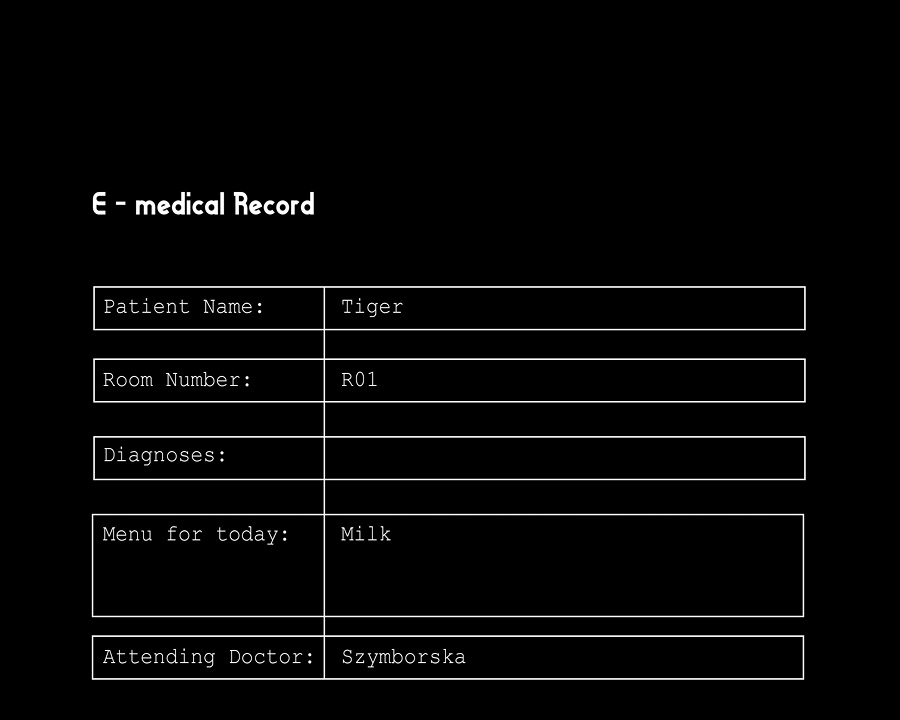 E - medical Record
Patient Name: Tiger
Room Number: R01
Diagnoses:
Menu for today: Milk
Attending Doctor: Szymborska